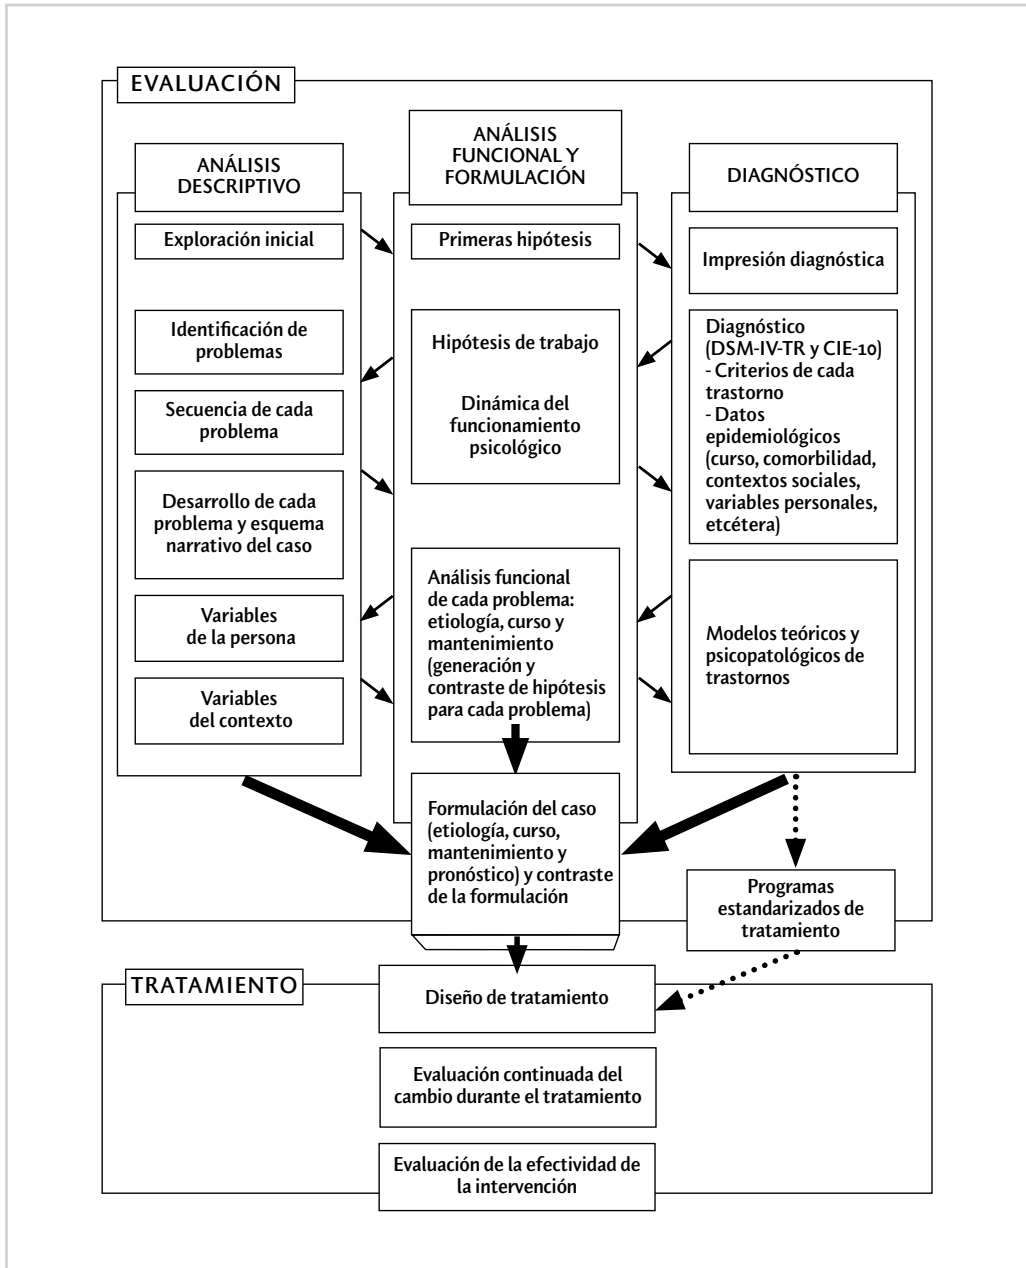 EVALUACIÓN
ANÁLISIS
DESCRIPTIVO
Exploración inicial
Identificación de
problemas
Secuencia de cada
problema
Desarrollo de cada
problema y esquema
narrativo del caso
Variables
de la persona
Variables
del contexto
ANÁLISIS
FUNCIONAL Y
FORMULACIÓN
Primeras hipótesis
Hipótesis de trabajo
Dinámica del
funcionamiento
psicológico
Análisis funcional
de cada problema:
etiología, curso y
mantenimiento
(generación y
contraste de hipótesis
para cada problema)
Formulación del caso
(etiología, curso,
mantenimiento y
pronóstico) y contraste
de la formulación
DIAGNÓSTICO
Impresión diagnóstica
Diagnóstico
(DSM-IV-TR y CIE-10)
- Criterios de cada
trastorno
- Datos
epidemiológicos
(curso, comorbilidad,
contextos sociales,
variables personales,
etcétera)
Modelos teóricos y
psicopatológicos de
trastornos
Programas
estandarizados de
tratamiento
TRATAMIENTO
Diseño de tratamiento
Evaluación continuada del
cambio durante el tratamiento
Evaluación de la efectividad de
la intervención